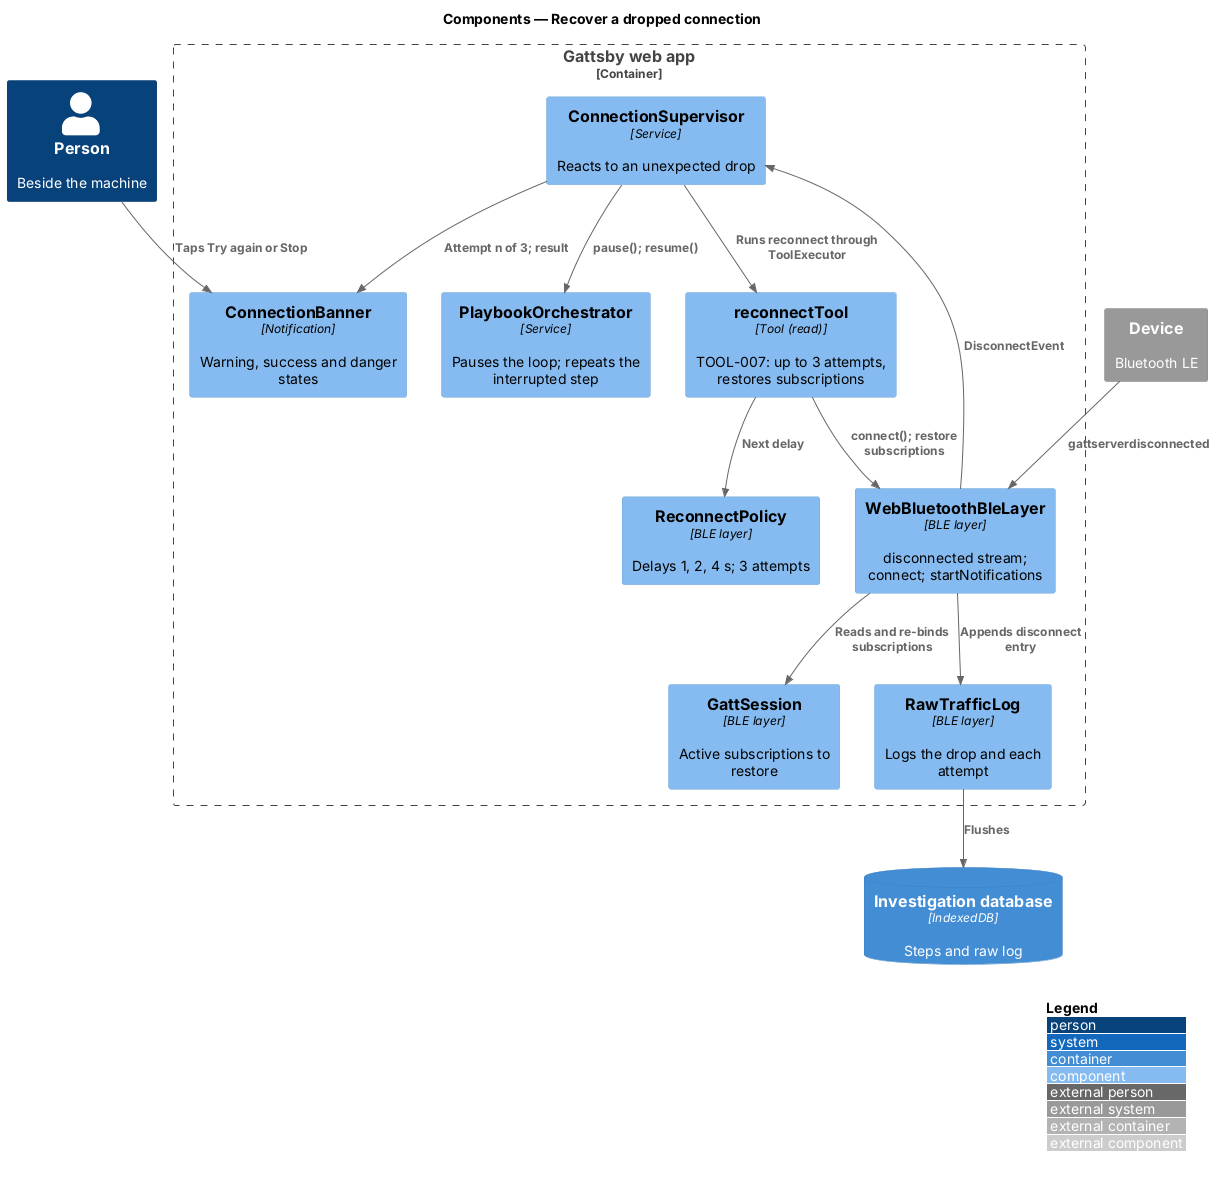 Components — Recover a dropped connection
Gattsby web app
[Container]
Person
Beside the machine
ConnectionSupervisor
[Service]
Reacts to an unexpected drop
Taps Try again or Stop
Attempt n of 3; result
pause(); resume()
Runs reconnect through
ToolExecutor
ConnectionBanner
[Notification]
Warning, success and danger
states
PlaybookOrchestrator
[Service]
Pauses the loop; repeats the
interrupted step
reconnectTool
[Tool (read)]
TOOL-007: up to 3 attempts,
restores subscriptions
DisconnectEvent
Device
Bluetooth LE
Next delay
connect(); restore
subscriptions
gattserverdisconnected
ReconnectPolicy
[BLE layer]
Delays 1, 2, 4 s; 3 attempts
WebBluetoothBleLayer
[BLE layer]
disconnected stream;
connect; startNotifications
Reads and re-binds
subscriptions
Appends disconnect
entry
GattSession
[BLE layer]
Active subscriptions to
restore
RawTrafficLog
[BLE layer]
Logs the drop and each
attempt
Flushes
Investigation database
[IndexedDB]
Steps and raw log
Legend
person
system
container
component
external person
external system
external container
external component